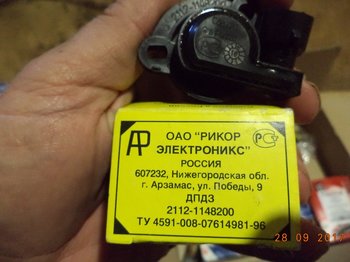 ОАО "РИКОР
ЭЛЕКТРОНИКС"
РОССИЯ
607232, Нижегородская обл.
г. Арзамас, ул. Победы, 9
ДПДЗ
2112-1148200
ТУ 4591-008-07614981-96
28 09 2017